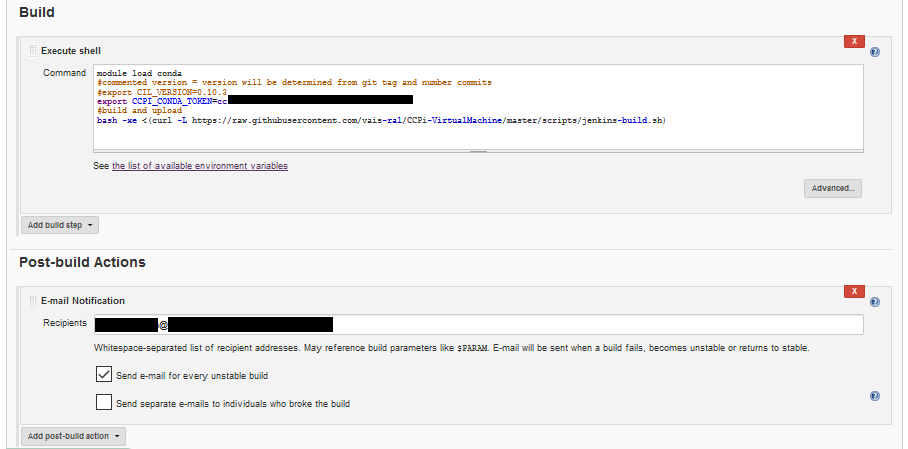 Build
X
Execute shell
Command
module load conda
#commented version = version will be determined from git tag and number commits
#export CIL_VERSION=0.10.3
export CCPI_CONDA_TOKEN=cc
#build and upload
bash -xe <(curl -L https://raw.githubusercontent.com/vais-ral/CCPi-VirtualMachine/master/scripts/jenkins-build.sh)
See the list of available environment variables
Advanced...
Add build step
Post-build Actions
X
E-mail Notification
Recipients @
Whitespace-separated list of recipient addresses. May reference build parameters like $PARAM. E-mail will be sent when a build fails, becomes unstable or returns to stable.
Send e-mail for every unstable build
Send separate e-mails to individuals who broke the build
Add post-build action